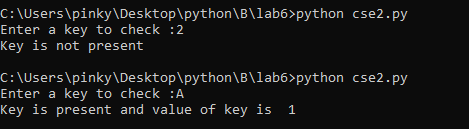 C:\Users\pinky\Desktop\python\B\lab6>python cse2.py
Enter a key to check :2
Key is not present
C:\Users\pinky\Desktop\python\B\lab6>python cse2.py
Enter a key to check :A
Key is present and value of key is  1